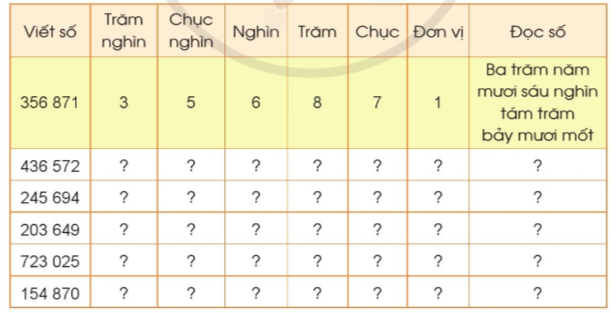 Viết số | Trăm nghìn | Chục nghìn | Nghìn | Trăm | Chục | Đơn vị | Đọc số
356 871 | 3 | 5 | 6 | 8 | 7 | 1 | Ba trăm năm mươi sáu nghìn tám trăm bảy mươi mốt
436 572 | ? | ? | ? | ? | ? | ? | ?
245 694 | ? | ? | ? | ? | ? | ? | ?
203 649 | ? | ? | ? | ? | ? | ? | ?
723 025 | ? | ? | ? | ? | ? | ? | ?
154 870 | ? | ? | ? | ? | ? | ? | ?